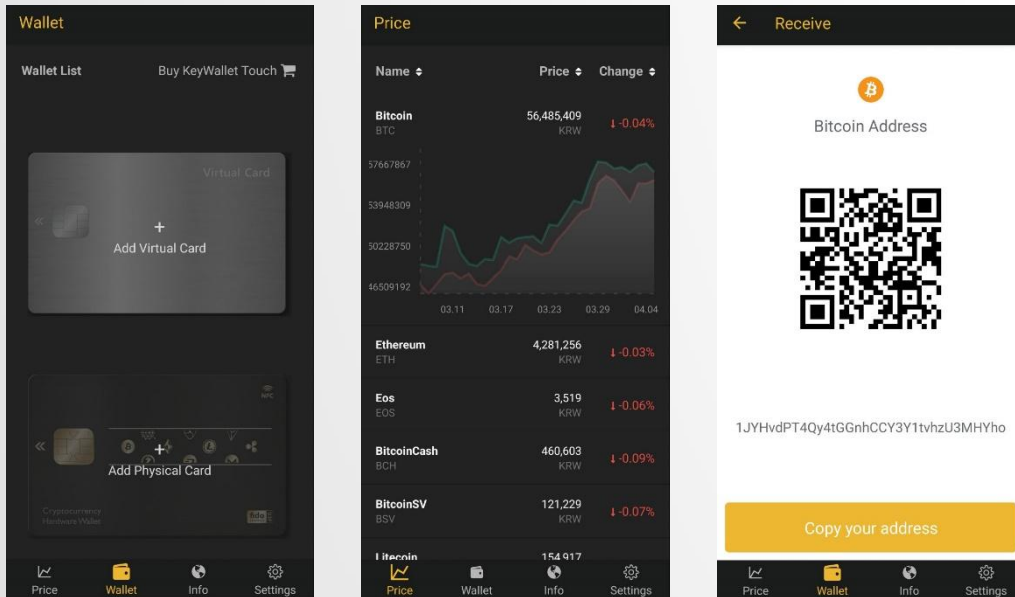 Wallet
Wallet List Buy KeyWallet Touch
Virtual Card
+
Add Virtual Card
NFC
+
Add Physical Card
Cryptocurrency
Hardware Wallet
fido
Price Wallet Info Settings
Price
Name Price Change
Bitcoin 56,485,409
BTC KRW -0.04%
57667867
53948309
50228750
46509192
03.11 03.17 03.23 03.29 04.04
Ethereum 4,281,256
ETH KRW -0.03%
Eos 3,519
EOS KRW -0.06%
BitcoinCash 460,603
BCH KRW -0.09%
BitcoinSV 121,229
BSV KRW -0.07%
Litecoin 154,917
Price Wallet Info Settings
Receive
Bitcoin Address
1JYHvdPT4Qy4tGGnhCCY3Y1tvhzU3MHYho
Copy your address
Price Wallet Info Settings